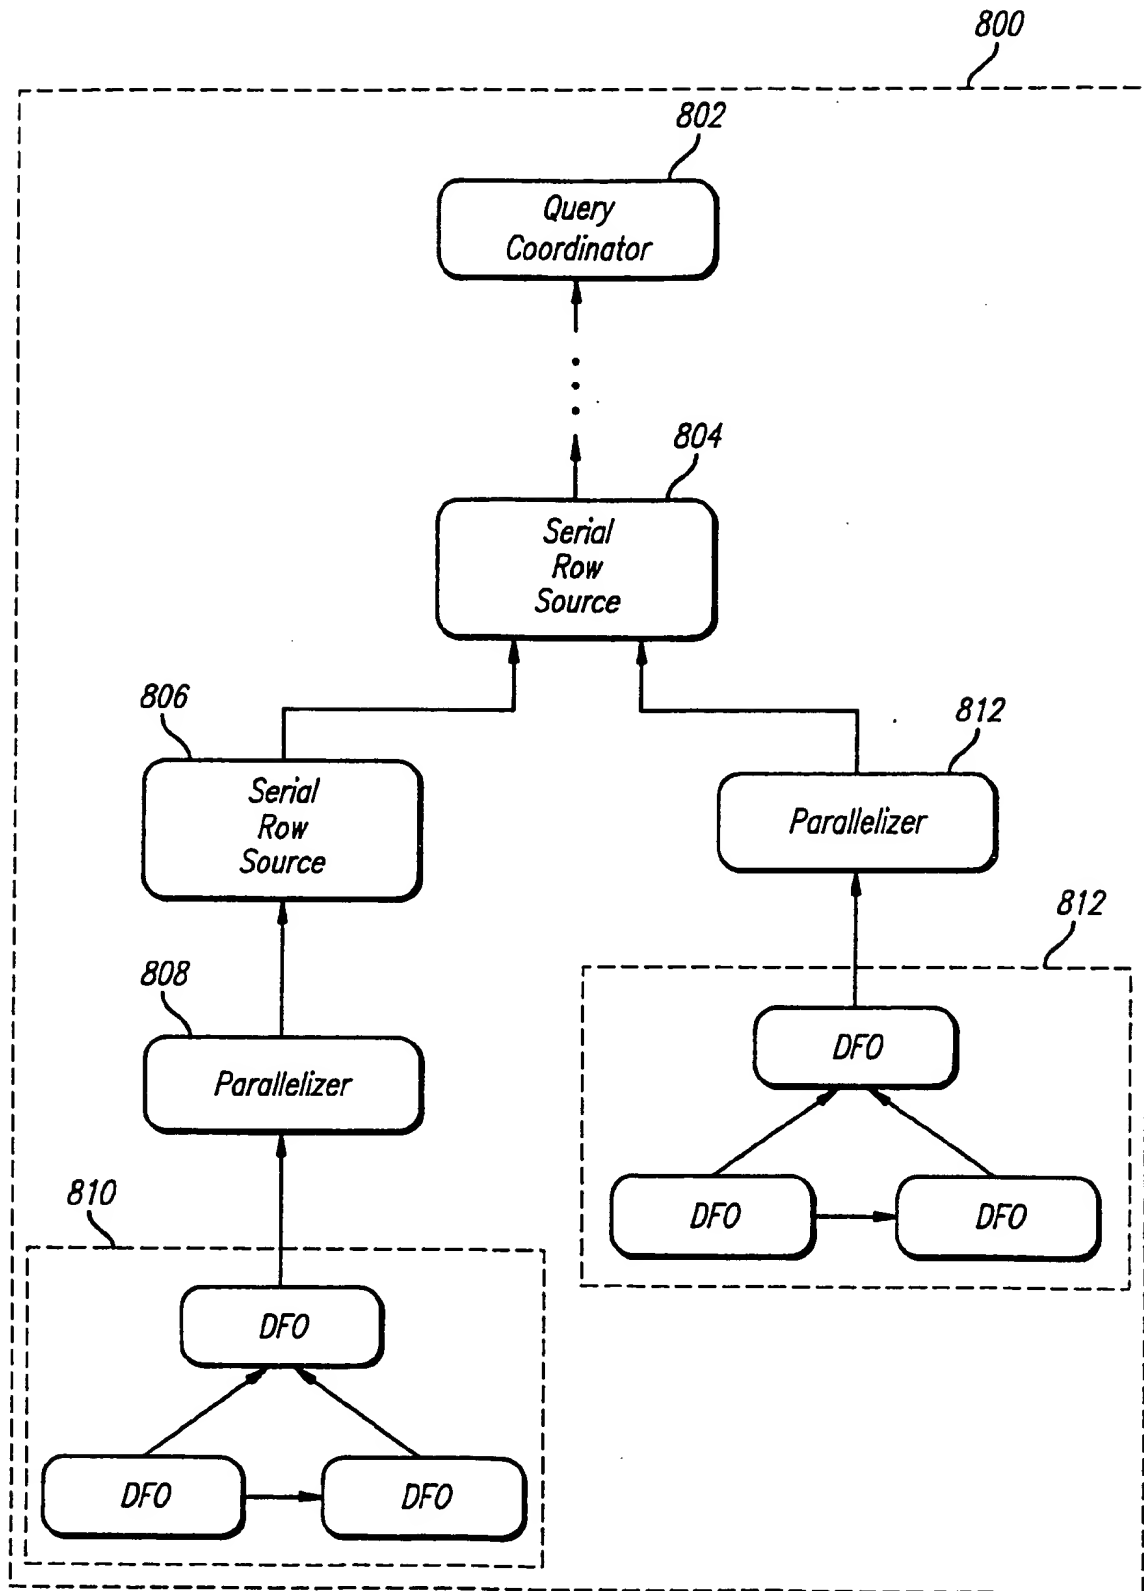 800
802
Query
Coordinator
804
Serial
Row
Source
806
Serial
Row
Source
812
Parallelizer
812
808
Parallelizer
DFO
DFO
DFO
810
DFO
DFO
DFO